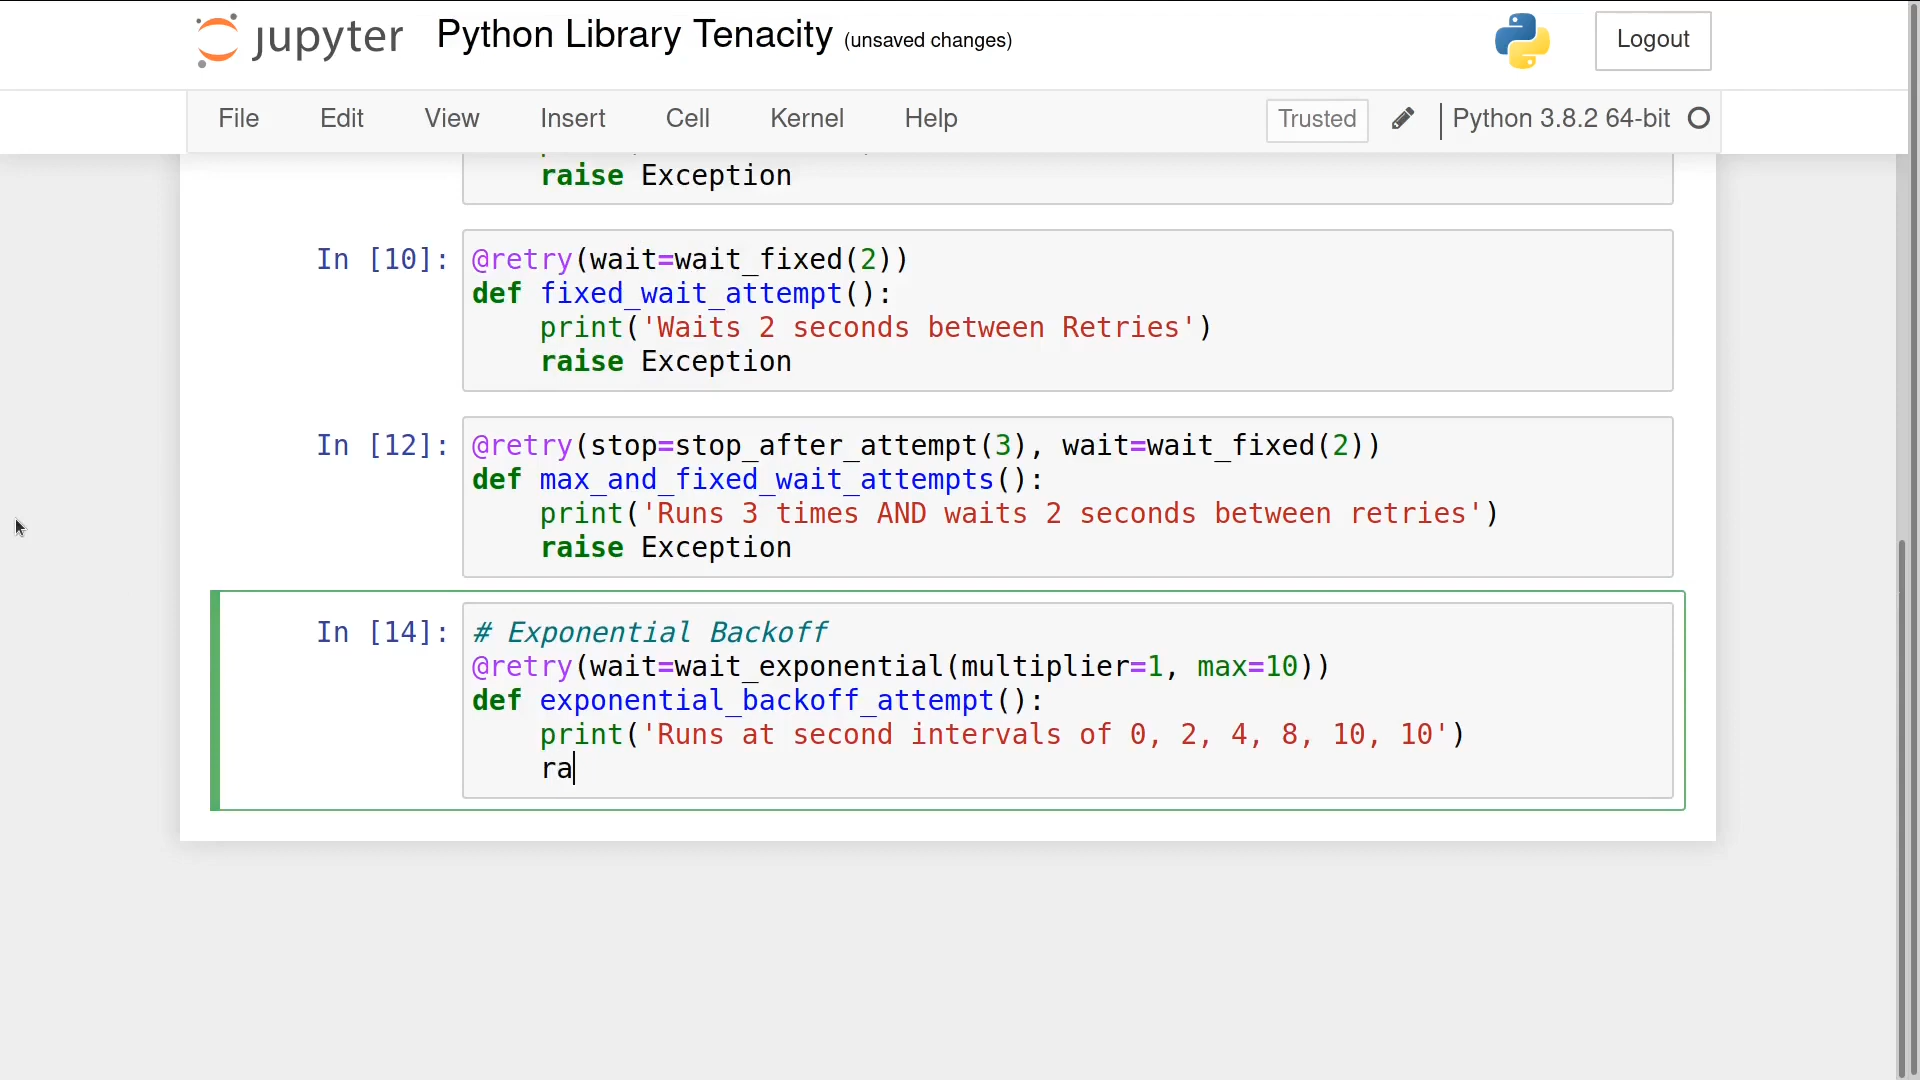 jupyter Python Library Tenacity (unsaved changes) Logout
File Edit View Insert Cell Kernel Help Trusted Python 3.8.2 64-bit
    raise Exception
In [10]: @retry(wait=wait_fixed(2))
def fixed_wait_attempt():
    print('Waits 2 seconds between Retries')
    raise Exception
In [12]: @retry(stop=stop_after_attempt(3), wait=wait_fixed(2))
def max_and_fixed_wait_attempts():
    print('Runs 3 times AND waits 2 seconds between retries')
    raise Exception
In [14]: # Exponential Backoff
@retry(wait=wait_exponential(multiplier=1, max=10))
def exponential_backoff_attempt():
    print('Runs at second intervals of 0, 2, 4, 8, 10, 10')
    ra